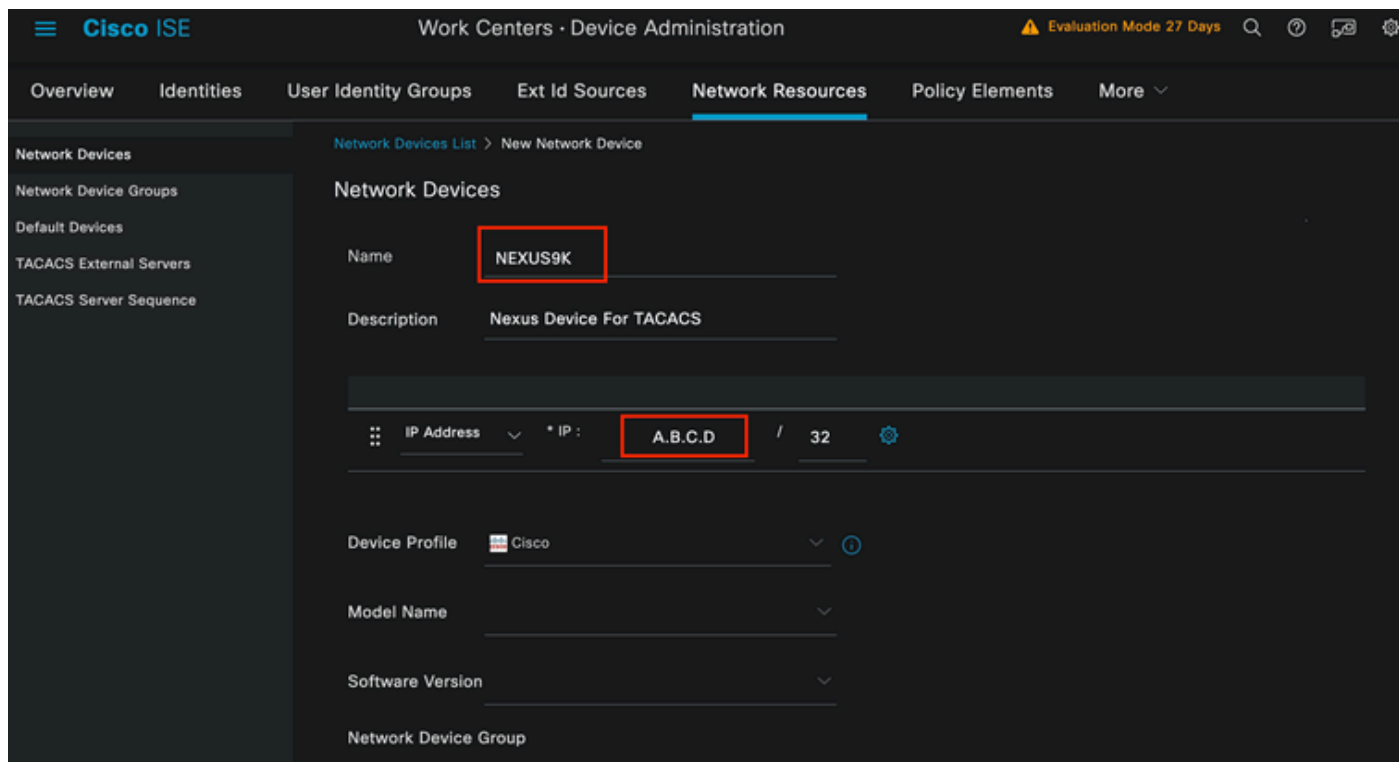 Cisco ISE Work Centers · Device Administration Evaluation Mode 27 Days
Overview Identities User Identity Groups Ext Id Sources Network Resources Policy Elements More
Network Devices
Network Device Groups
Default Devices
TACACS External Servers
TACACS Server Sequence
Network Devices List > New Network Device
Network Devices
Name NEXUS9K
Description Nexus Device For TACACS
IP Address * IP : A.B.C.D / 32
Device Profile Cisco
Model Name
Software Version
Network Device Group